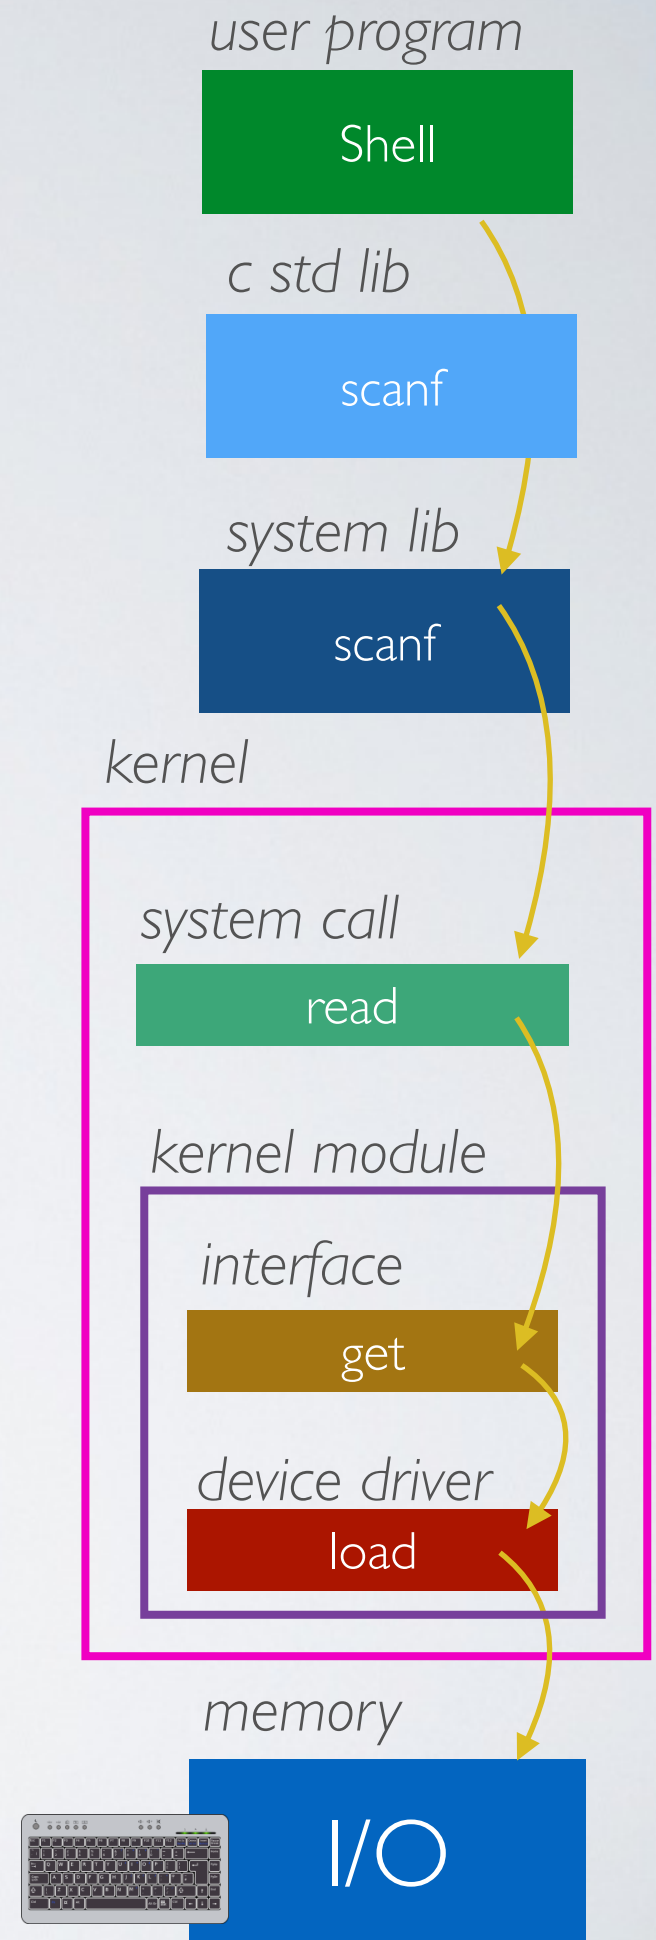 user program
Shell
c std lib
scanf
system lib
scanf
kernel
system call
read
kernel module
interface
get
device driver
load
memory
I/O